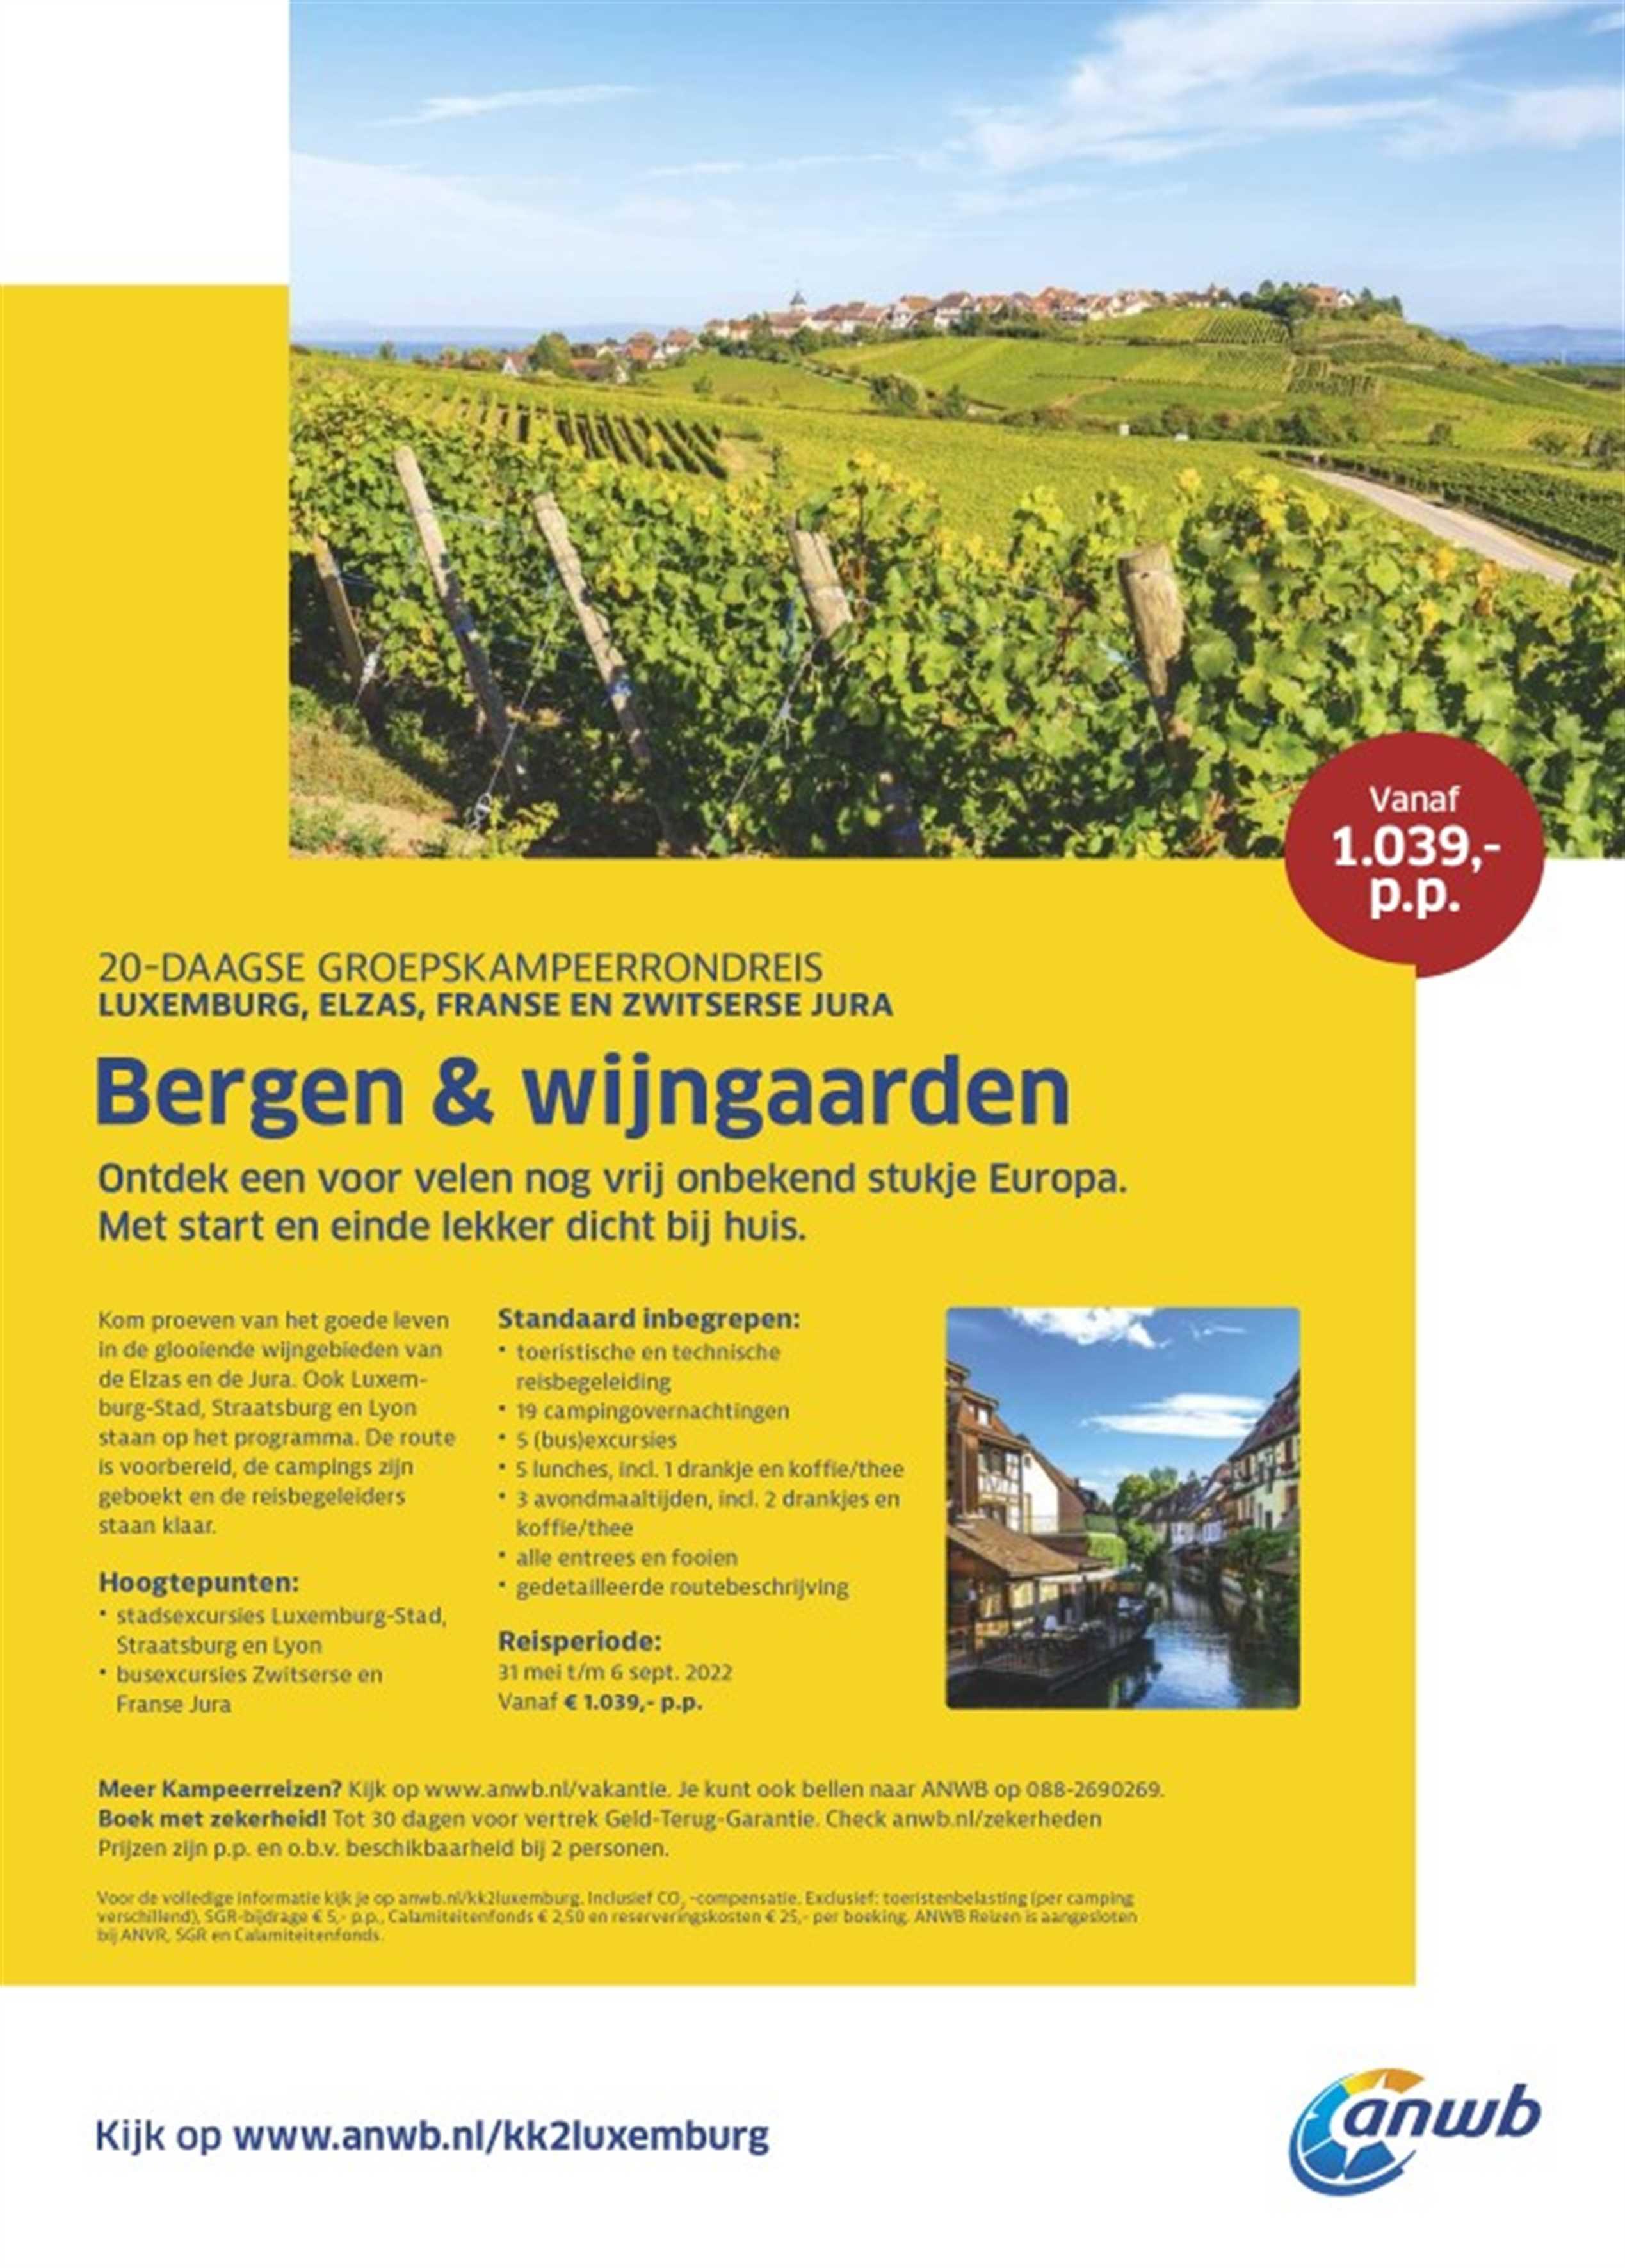 Vanaf
1.039,-
p.p.
20-DAAGSE GROEPSKAMPEERRONDREIS
LUXEMBURG, ELZAS, FRANSE EN ZWITSERSE JURA
Bergen & wijngaarden
Ontdek een voor velen nog vrij onbekend stukje Europa.
Met start en einde lekker dicht bij huis.
Kom proeven van het goede leven
in de glooiende wijngebieden van
de Elzas en de Jura. Ook Luxem-
burg-Stad, Straatsburg en Lyon
staan op het programma. De route
is voorbereid, de campings zijn
geboekt en de reisbegeleiders
staan klaar.
Hoogtepunten:
• stadsexcursies Luxemburg-Stad,
Straatsburg en Lyon
• busexcursies Zwitserse en
Franse Jura
Standaard inbegrepen:
• toeristische en technische
reisbegeleiding
• 19 campingovernachtingen
• 5 (bus)excursies
• 5 lunches, incl. 1 drankje en koffie/thee
• 3 avondmaaltijden, incl. 2 drankjes en
koffie/thee
• alle entrees en fooien
• gedetailleerde routebeschrijving
Reisperiode:
31 mei t/m 6 sept. 2022
Vanaf € 1.039,- p.p.
Meer Kampeerreizen? Kijk op www.anwb.nl/vakantie. Je kunt ook bellen naar ANWB op 088-2690269.
Boek met zekerheid! Tot 30 dagen voor vertrek Geld-Terug-Garantie. Check anwb.nl/zekerheden
Prijzen zijn p.p. en o.b.v. beschikbaarheid bij 2 personen.
Voor de volledige informatie kijk je op anwb.nl/kk2luxemburg. Inclusief CO₂-compensatie. Exclusief: toeristenbelasting (per camping
verschillend), SGR-bijdrage € 5,- p.p., Calamiteitenfonds € 2,50 en reserveringskosten € 25,- per boeking. ANWB Reizen is aangesloten
bij ANVR, SGR en Calamiteitenfonds.
Kijk op www.anwb.nl/kk2luxemburg
anwb